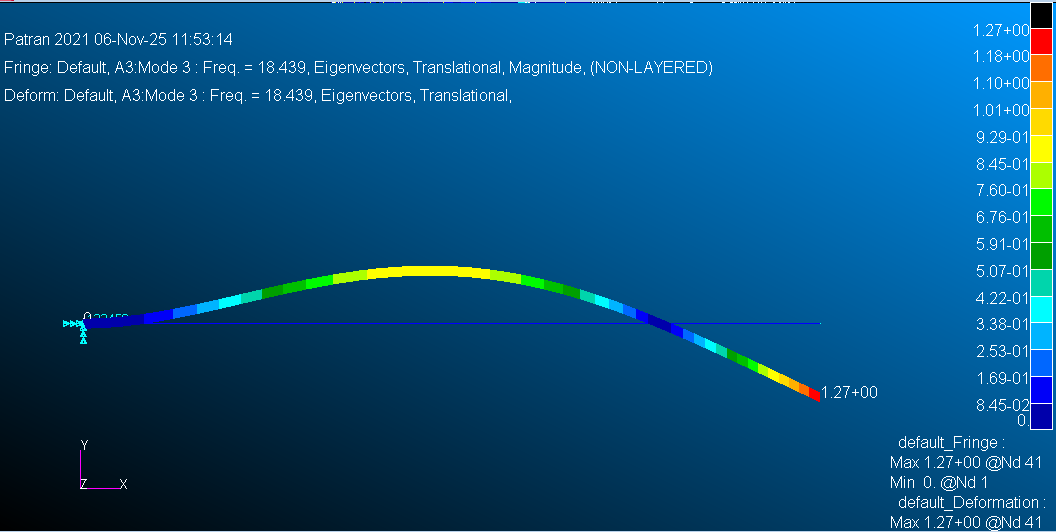 Patran 2021 06-Nov-25 11:53:14
Fringe: Default, A3:Mode 3 : Freq. = 18.439, Eigenvectors, Translational, Magnitude, (NON-LAYERED)
Deform: Default, A3:Mode 3 : Freq. = 18.439, Eigenvectors, Translational,
1.27+00
1.18+00
1.10+00
1.01+00
9.29-01
8.45-01
7.60-01
6.76-01
5.91-01
5.07-01
4.22-01
3.38-01
2.53-01
1.69-01
8.45-02
0.
0
1.27+00
Y
Z
X
default_Fringe :
Max 1.27+00 @Nd 41
Min 0. @Nd 1
default_Deformation :
Max 1.27+00 @Nd 41